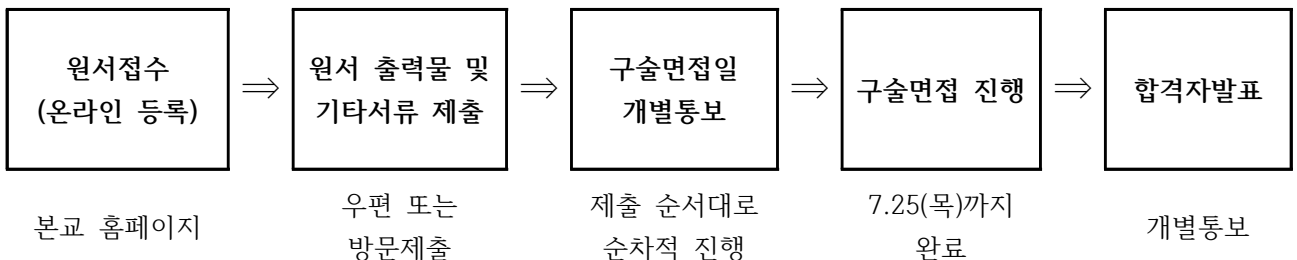 원서접수
(온라인 등록)
⇒
원서 출력물 및
기타서류 제출
⇒
구술면접일
개별통보
⇒
구술면접 진행
⇒
합격자발표
본교 홈페이지
우편 또는
방문제출
제출 순서대로
순차적 진행
7.25(목)까지
완료
개별통보